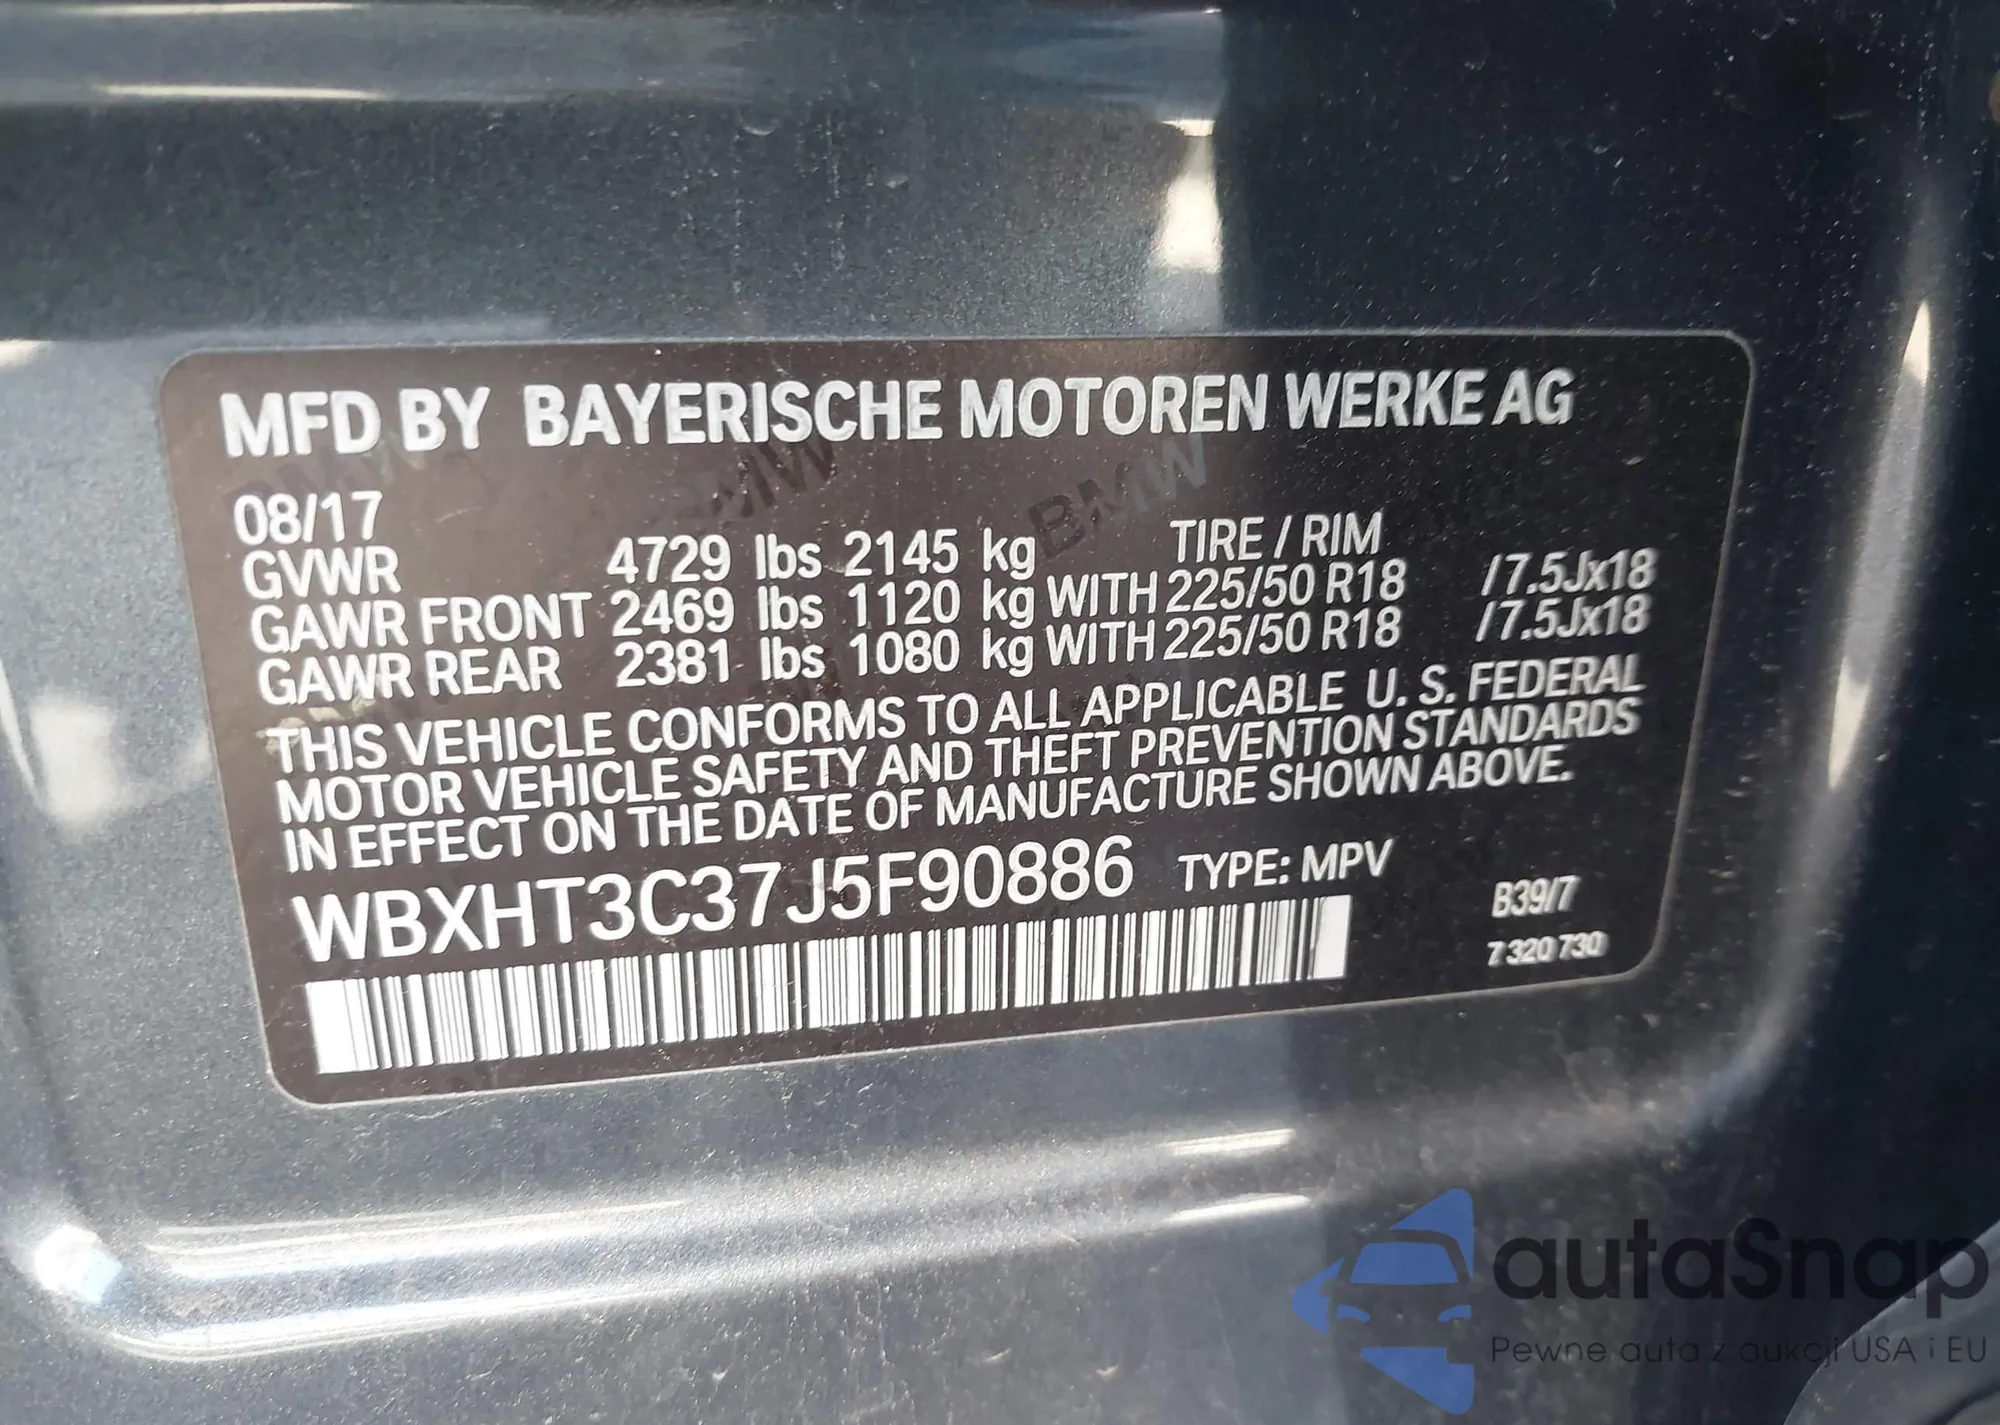 MFD BY BAYERISCHE MOTOREN WERKE AG
08/17
TIRE / RIM
GVWR 4729 lbs 2145 kg
GAWR FRONT 2469 lbs 1120 kg WITH 225/50 R18 /7.5Jx18
GAWR REAR 2381 lbs 1080 kg WITH 225/50 R18 /7.5Jx18
THIS VEHICLE CONFORMS TO ALL APPLICABLE U. S. FEDERAL
MOTOR VEHICLE SAFETY AND THEFT PREVENTION STANDARDS
IN EFFECT ON THE DATE OF MANUFACTURE SHOWN ABOVE.
WBXHT3C37J5F90886 TYPE: MPV
B39/7
7 320 730
BMW
BMW
BMW
autaSnap
Pewne auta z aukcji USA i EU